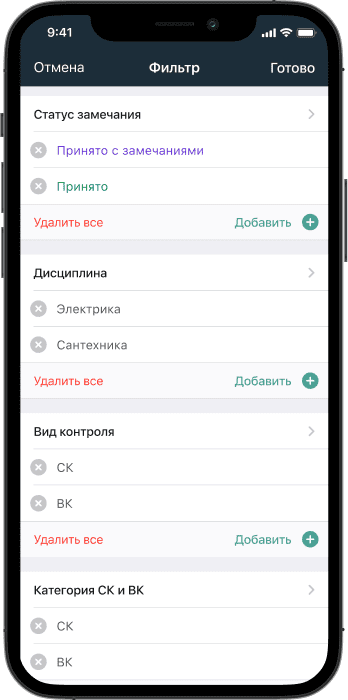 9:41
Отмена Фильтр Готово
Статус замечания
Принято с замечаниями
Принято
Удалить все Добавить
Дисциплина
Электрика
Сантехника
Удалить все Добавить
Вид контроля
СК
ВК
Удалить все Добавить
Категория СК и ВК
СК
ВК